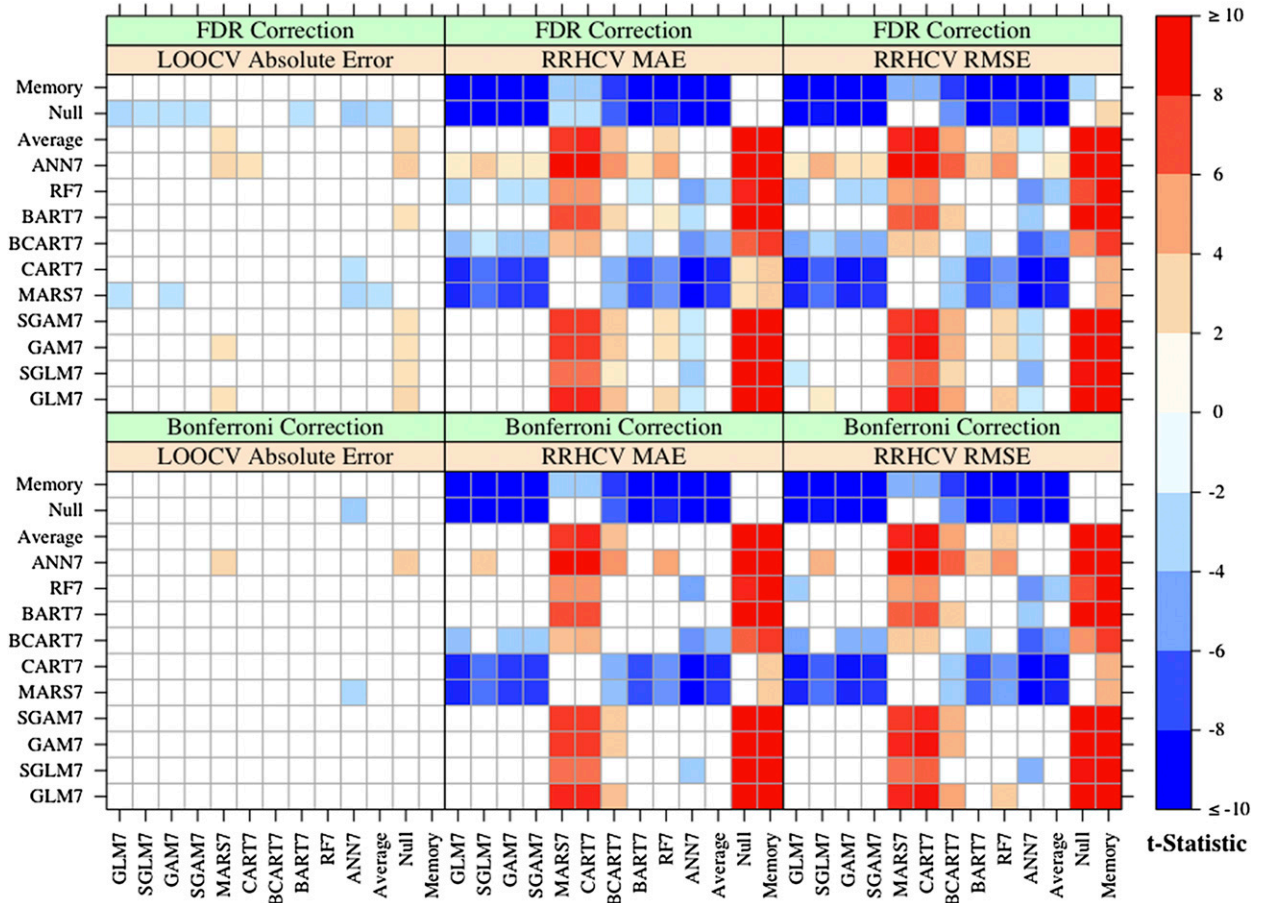 FDR Correction FDR Correction FDR Correction
LOOCV Absolute Error RRHCV MAE RRHCV RMSE
Memory
Null
Average
ANN7
RF7
BART7
BCART7
CART7
MARS7
SGAM7
GAM7
SGLM7
GLM7
Bonferroni Correction Bonferroni Correction Bonferroni Correction
LOOCV Absolute Error RRHCV MAE RRHCV RMSE
Memory
Null
Average
ANN7
RF7
BART7
BCART7
CART7
MARS7
SGAM7
GAM7
SGLM7
GLM7
GLM7 SGLM7 GAM7 SGAM7 MARS7 CART7 BCART7 BART7 RF7 ANN7 Average Null Memory GLM7 SGLM7 GAM7 SGAM7 MARS7 CART7 BCART7 BART7 RF7 ANN7 Average Null Memory GLM7 SGLM7 GAM7 SGAM7 MARS7 CART7 BCART7 BART7 RF7 ANN7 Average Null Memory
≥ 10
8
6
4
2
0
-2
-4
-6
-8
≤ -10
t-Statistic